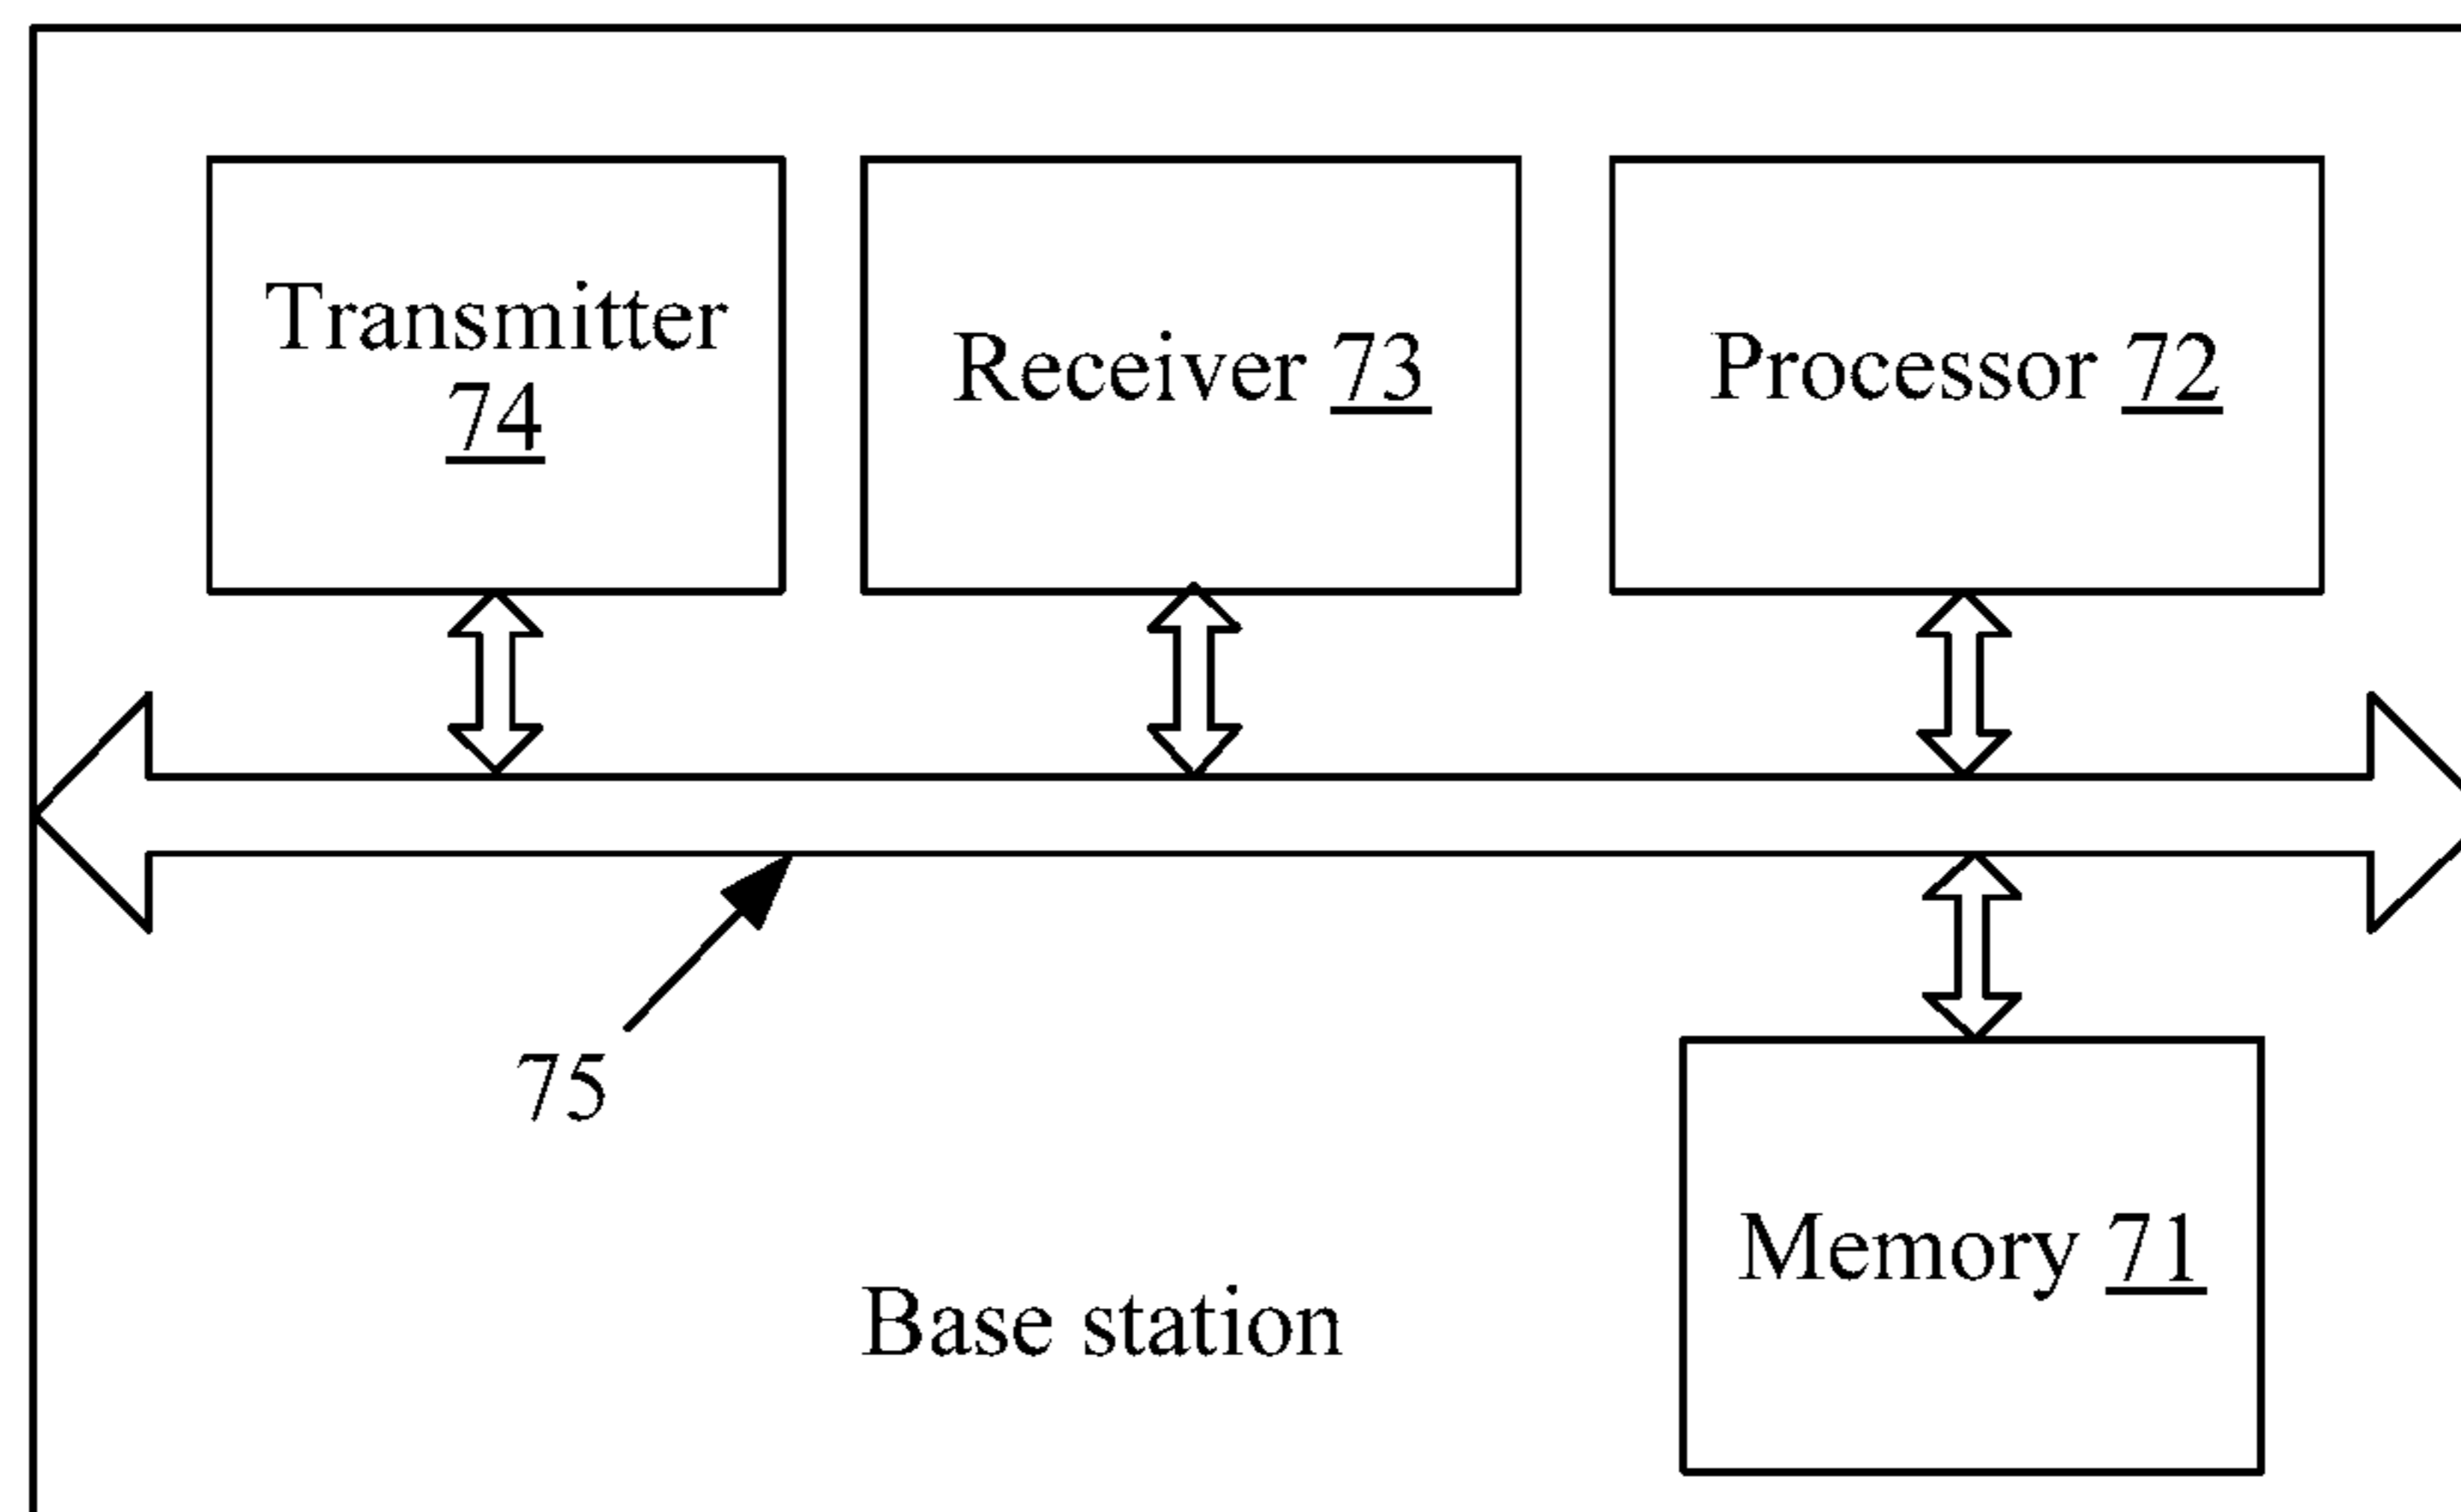 Transmitter
74
Receiver 73
Processor 72
75
Memory 71
Base station